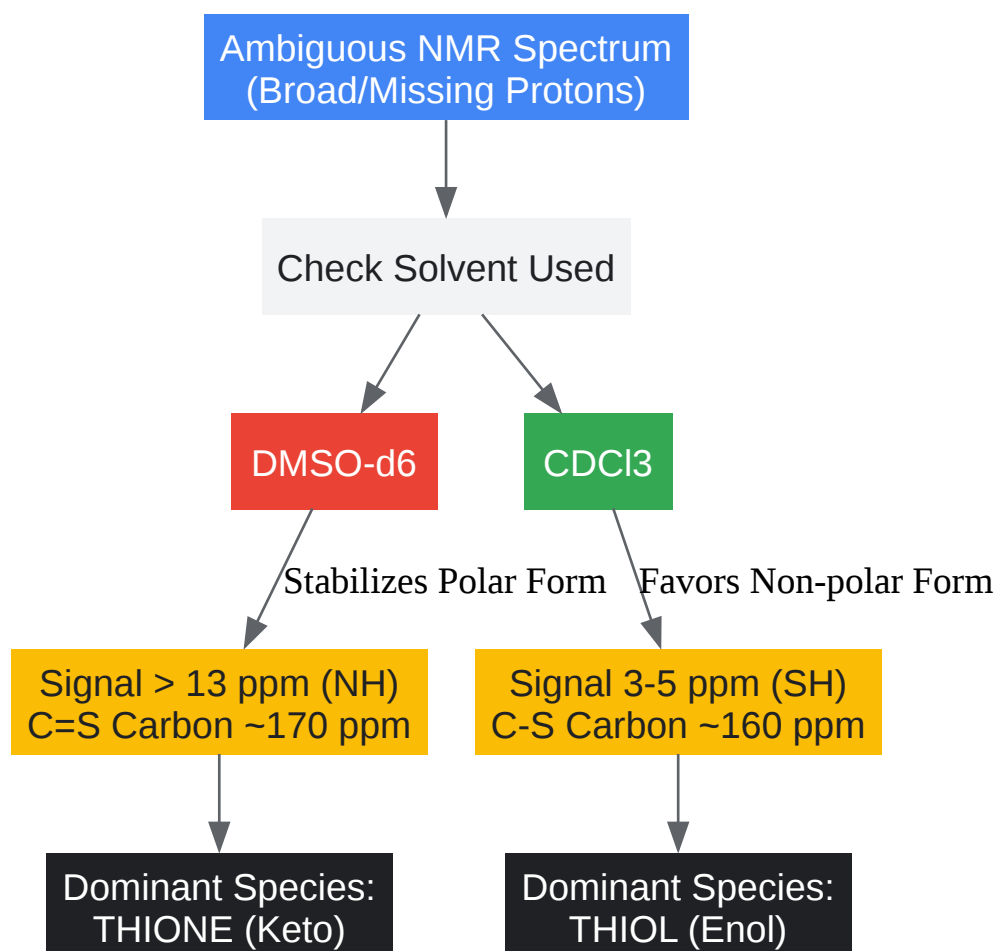 Ambiguous NMR Spectrum
(Broad/Missing Protons)
Check Solvent Used
DMSO-d6
CDCl3
Stabilizes Polar Form
Favors Non-polar Form
Signal > 13 ppm (NH)
C=S Carbon ~170 ppm
Signal 3-5 ppm (SH)
C-S Carbon ~160 ppm
Dominant Species:
THIONE (Keto)
Dominant Species:
THIOL (Enol)